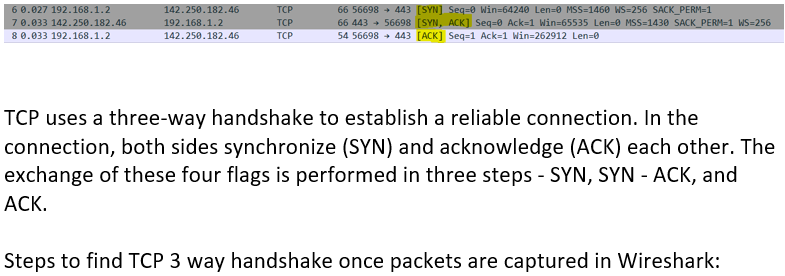 6 0.027 192.168.1.2 142.250.182.46 TCP 66 56698 → 443 [SYN] Seq=0 Win=64240 Len=0 MSS=1460 WS=256 SACK_PERM=1
7 0.033 142.250.182.46 192.168.1.2 TCP 66 443 → 56698 [SYN, ACK] Seq=0 Ack=1 Win=65535 Len=0 MSS=1430 SACK_PERM=1 WS=256
8 0.033 192.168.1.2 142.250.182.46 TCP 54 56698 → 443 [ACK] Seq=1 Ack=1 Win=262912 Len=0
TCP uses a three-way handshake to establish a reliable connection. In the
connection, both sides synchronize (SYN) and acknowledge (ACK) each other. The
exchange of these four flags is performed in three steps - SYN, SYN - ACK, and
ACK.
Steps to find TCP 3 way handshake once packets are captured in Wireshark: